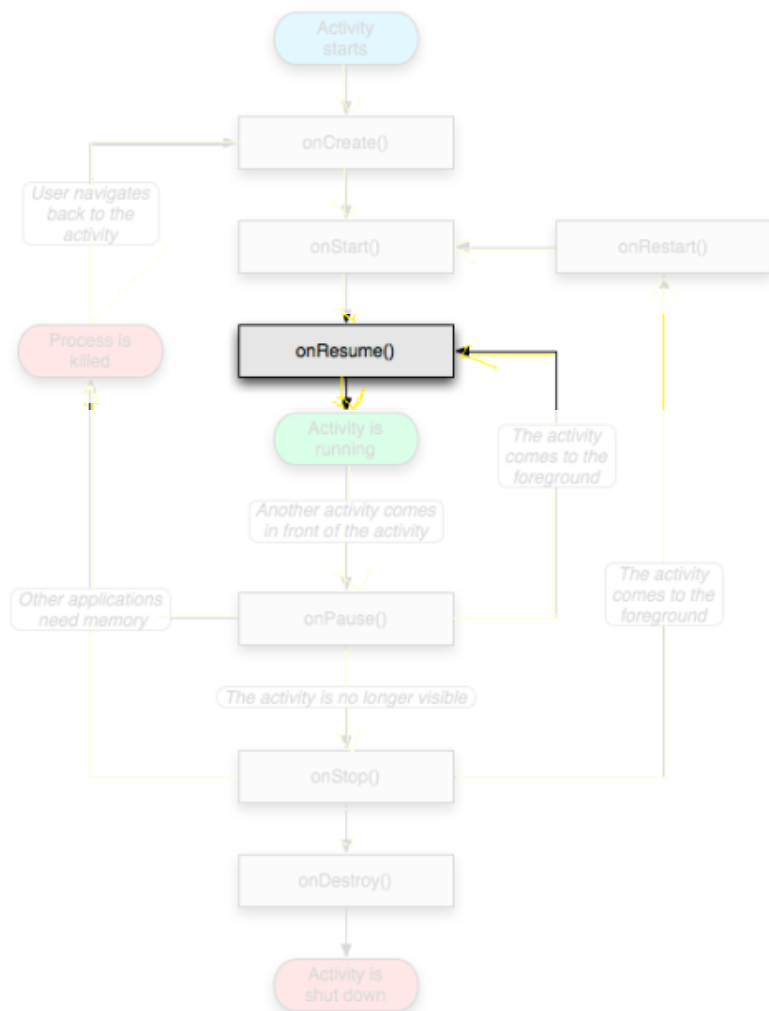 Activity
starts
onCreate()
User navigates
back to the
activity
onStart()
onRestart()
Process is
killed
onResume()
Activity is
running
The activity
comes to the
foreground
Another activity comes
in front of the activity
The activity
comes to the
foreground
Other applications
need memory
onPause()
The activity is no longer visible
onStop()
onDestroy()
Activity is
shut down